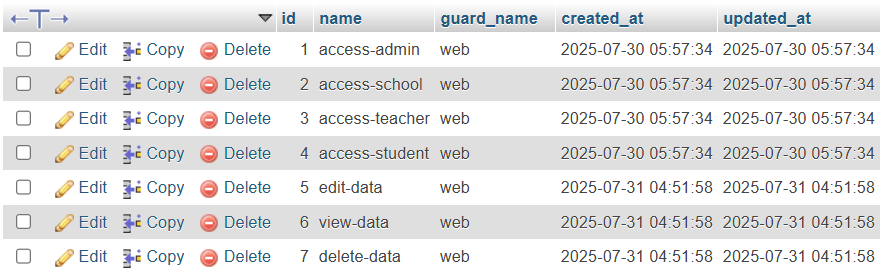 id name guard_name created_at updated_at
Edit Copy Delete 1 access-admin web 2025-07-30 05:57:34 2025-07-30 05:57:34
Edit Copy Delete 2 access-school web 2025-07-30 05:57:34 2025-07-30 05:57:34
Edit Copy Delete 3 access-teacher web 2025-07-30 05:57:34 2025-07-30 05:57:34
Edit Copy Delete 4 access-student web 2025-07-30 05:57:34 2025-07-30 05:57:34
Edit Copy Delete 5 edit-data web 2025-07-31 04:51:58 2025-07-31 04:51:58
Edit Copy Delete 6 view-data web 2025-07-31 04:51:58 2025-07-31 04:51:58
Edit Copy Delete 7 delete-data web 2025-07-31 04:51:58 2025-07-31 04:51:58